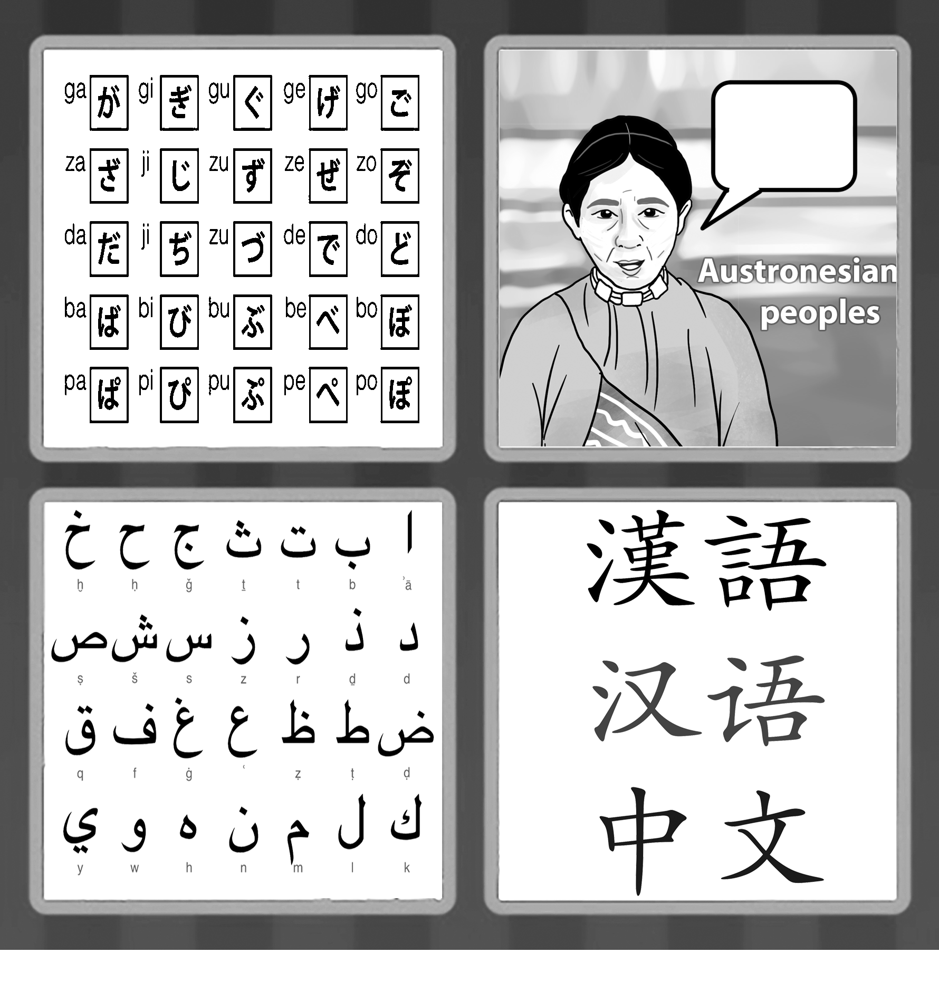 ga が gi ぎ gu ぐ ge げ go ご
za ざ ji じ zu ず ze ぜ zo ぞ
da だ ji ぢ zu づ de で do ど
ba ば bi び bu ぶ be べ bo ぼ
pa ぱ pi ぴ pu ぷ pe ぺ po ぽ
Austronesian
peoples
ا ب ت ث ج ح خ
ʾā b t ṯ ǧ ḥ ḫ
د ذ ر ز س ش ص
d ḏ r z s š ṣ
ض ط ظ ع غ ف ق
ḍ ṭ ẓ ʿ ġ f q
ك ل م ن ه و ي
k l m n h w y
漢語
汉语
中文